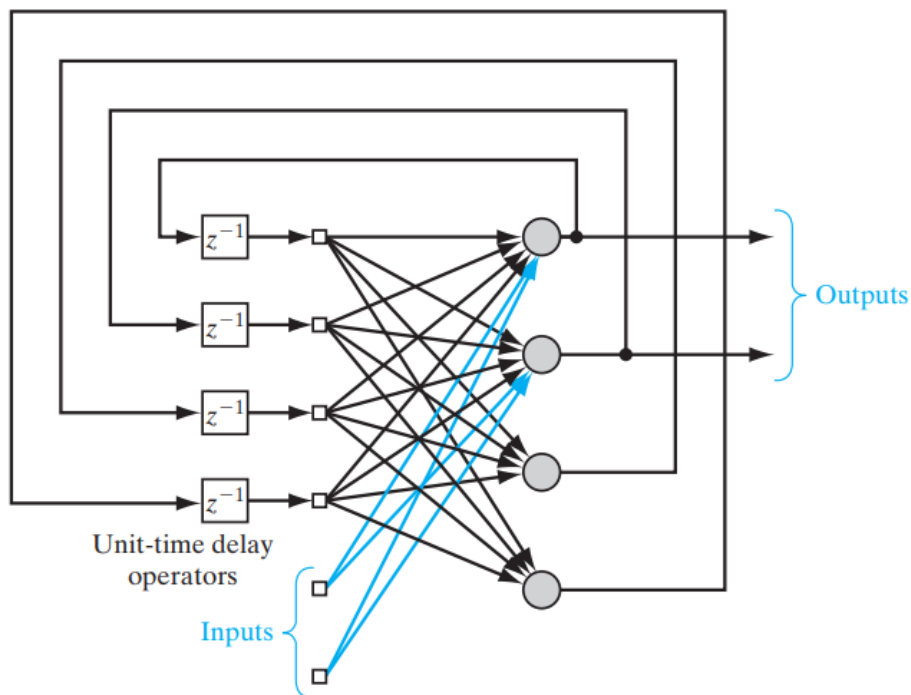 z⁻¹
z⁻¹
Outputs
z⁻¹
z⁻¹
Unit-time delay
operators
Inputs